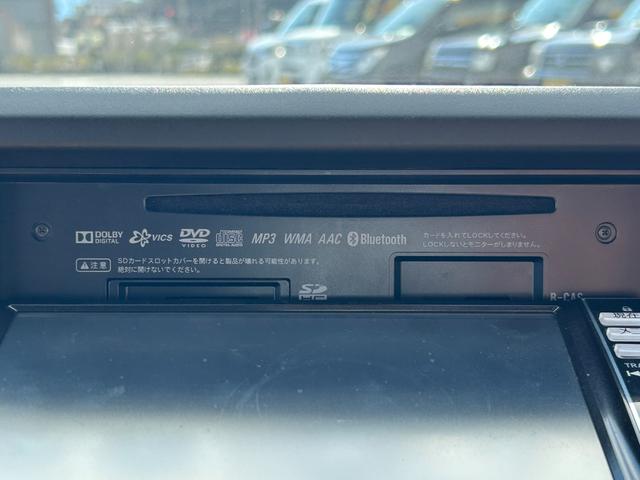 DOLBY DIGITAL VICS DVD VIDEO COMPACT disc DIGITAL AUDIO MP3 WMA AAC Bluetooth
カードを入れてLOCKしてください。
LOCKしないとモニターがしまりません。
注意 SDカードスロットカバーを開けると製品が壊れる可能性があります。
絶対に開けないでください。
SD HC
B-CAS
TRA